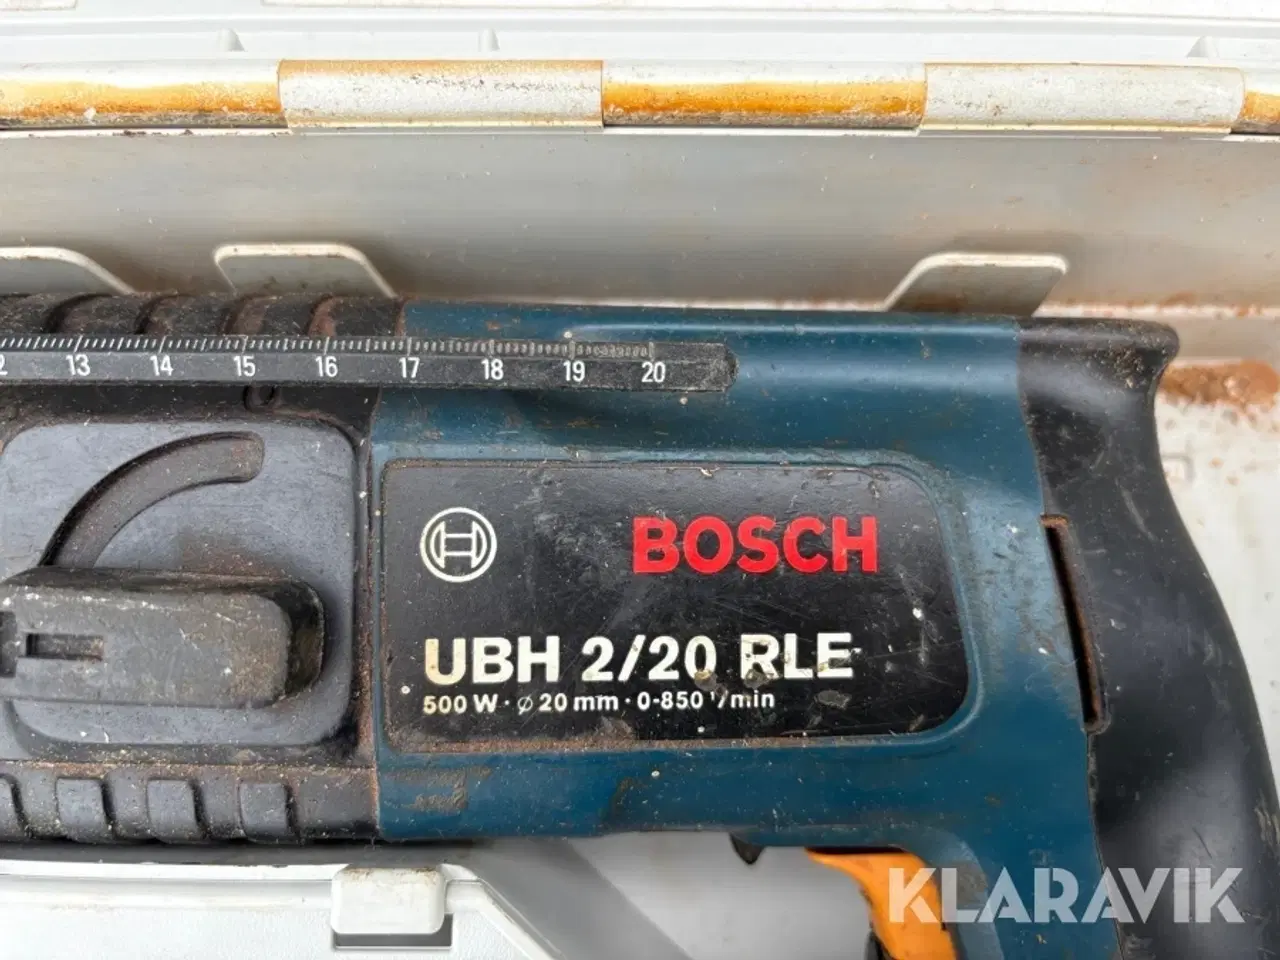 2 13 14 15 16 17 18 19 20
BOSCH
UBH 2/20 RLE
500 W · ⌀ 20 mm · 0-850 ¹/min
KLARAVIK